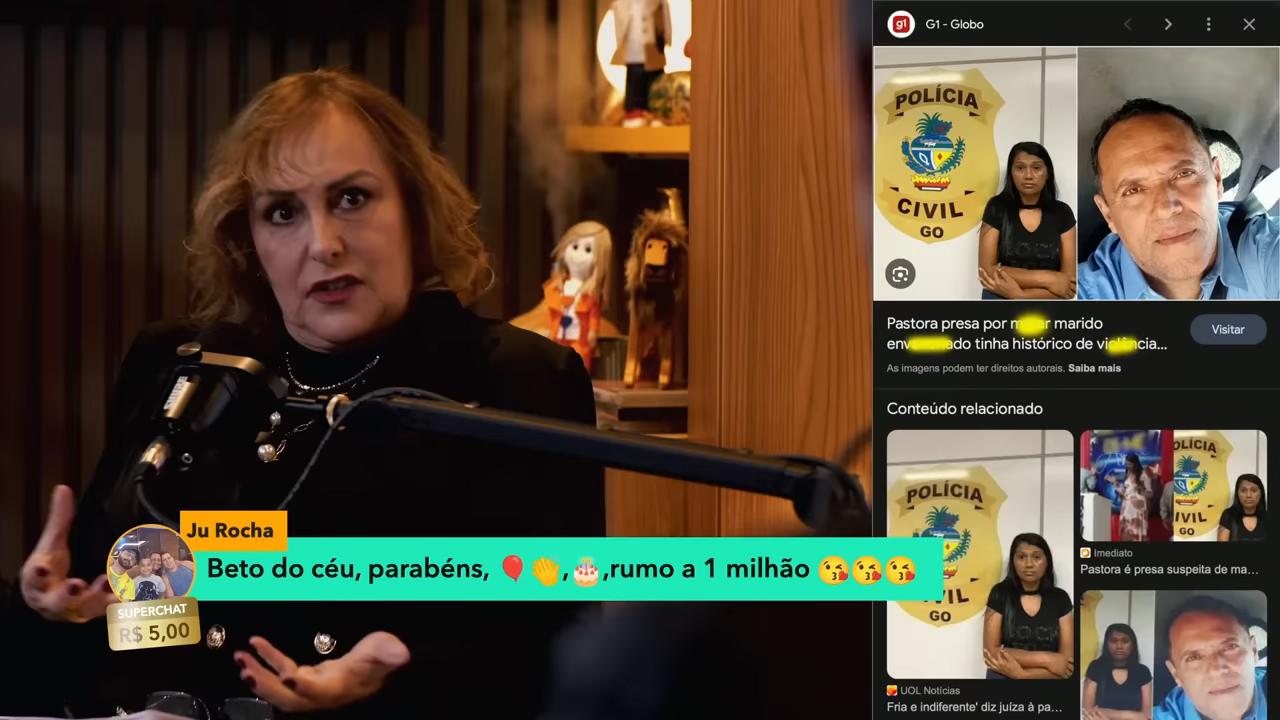 G1 - Globo
POLÍCIA
CIVIL
GO
Pastora presa por marido
tinha histórico de
Visitar
As imagens podem ter direitos autorais. Saiba mais
Conteúdo relacionado
POLÍCIA
GO
POLÍCIA
GO
Imediato
Pastora é presa suspeita de ma...
UOL Notícias
Fria e indiferente' diz juíza à pa...
Ju Rocha
Beto do céu, parabéns, 🎈👏,🎂,rumo a 1 milhão 😘😘😘
SUPERCHAT
R$ 5,00